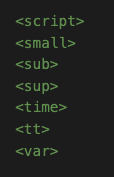 <script>
<small>
<sub>
<sup>
<time>
<tt>
<var>